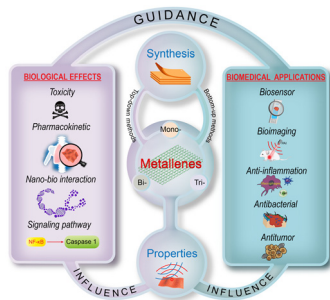 GUIDANCE
BIOLOGICAL EFFECTS
Toxicity
Pharmacokinetic
Nano-bio interaction
Signaling pathway
NF-κB
Caspase 1
Synthesis
Top-down methods
Bottom-up methods
Mono-
Metallenes
Bi-
Tri-
Properties
BIOMEDICAL APPLICATIONS
Biosensor
Bioimaging
Anti-inflammation
Antibacterial
Antitumor
INFLUENCE
INFLUENCE